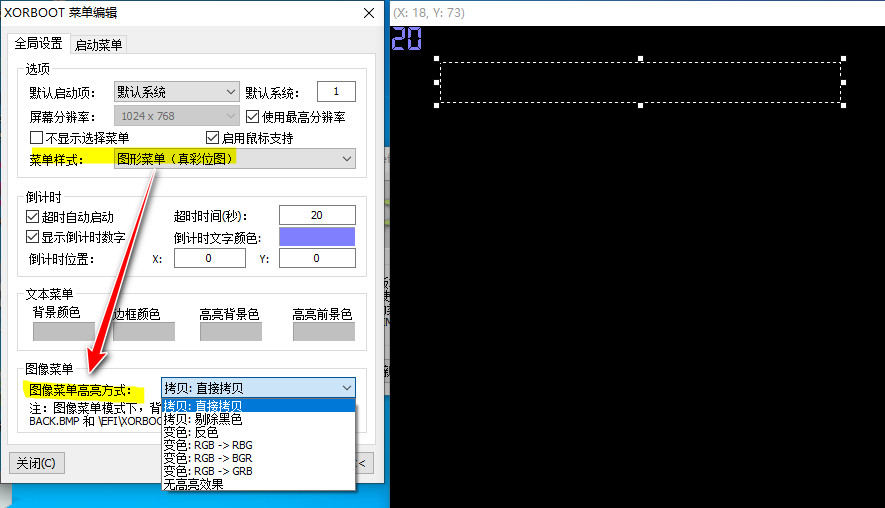 XORBOOT 菜单编辑
(X: 18, Y: 73)
20
全局设置 启动菜单
选项
默认启动项: 默认系统 默认系统: 1
屏幕分辨率: 1024 x 768 使用最高分辨率
不显示选择菜单 启用鼠标支持
菜单样式: 图形菜单（真彩位图）
倒计时
超时自动启动 超时时间(秒): 20
显示倒计时数字 倒计时文字颜色:
倒计时位置: X: 0 Y: 0
文本菜单
背景颜色 边框颜色 高亮背景色 高亮前景色
图像菜单
图像菜单高亮方式: 拷贝: 直接拷贝
注：图像菜单模式下，背
BACK.BMP 和 \EFI\XORBOO
拷贝: 直接拷贝
拷贝: 剔除黑色
变色: 反色
变色: RGB -> RBG
变色: RGB -> BGR
变色: RGB -> GRB
无高亮效果
关闭(C) <